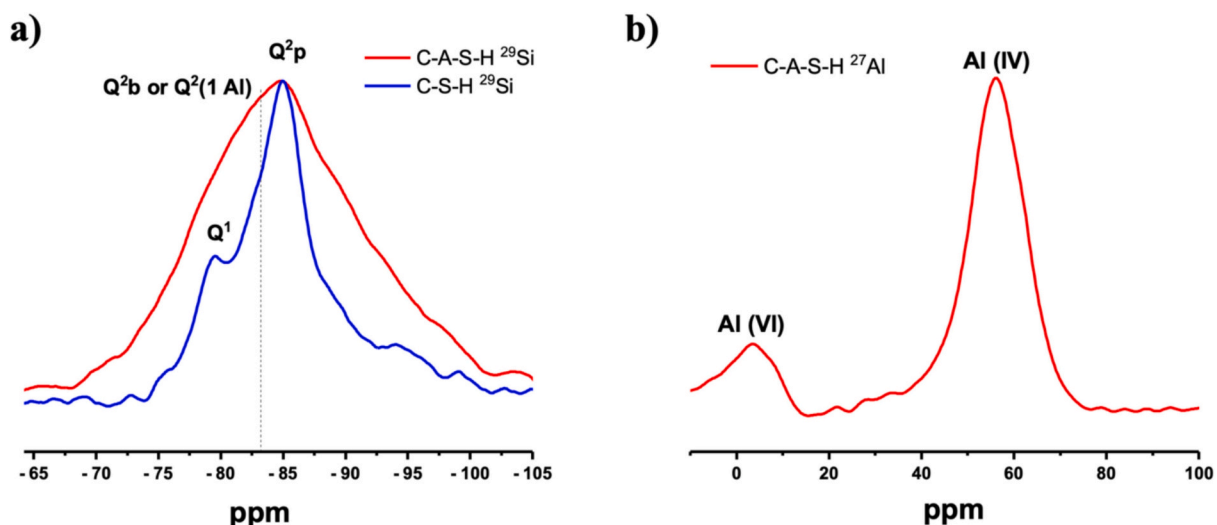 a)
Q²p
C-A-S-H ²⁹Si
C-S-H ²⁹Si
Q²b or Q²(1 Al)
Q¹
- 65 - 70 - 75 - 80 - 85 - 90 - 95 - 100 - 105
ppm
b)
C-A-S-H ²⁷Al
Al (IV)
Al (VI)
0 20 40 60 80 100
ppm